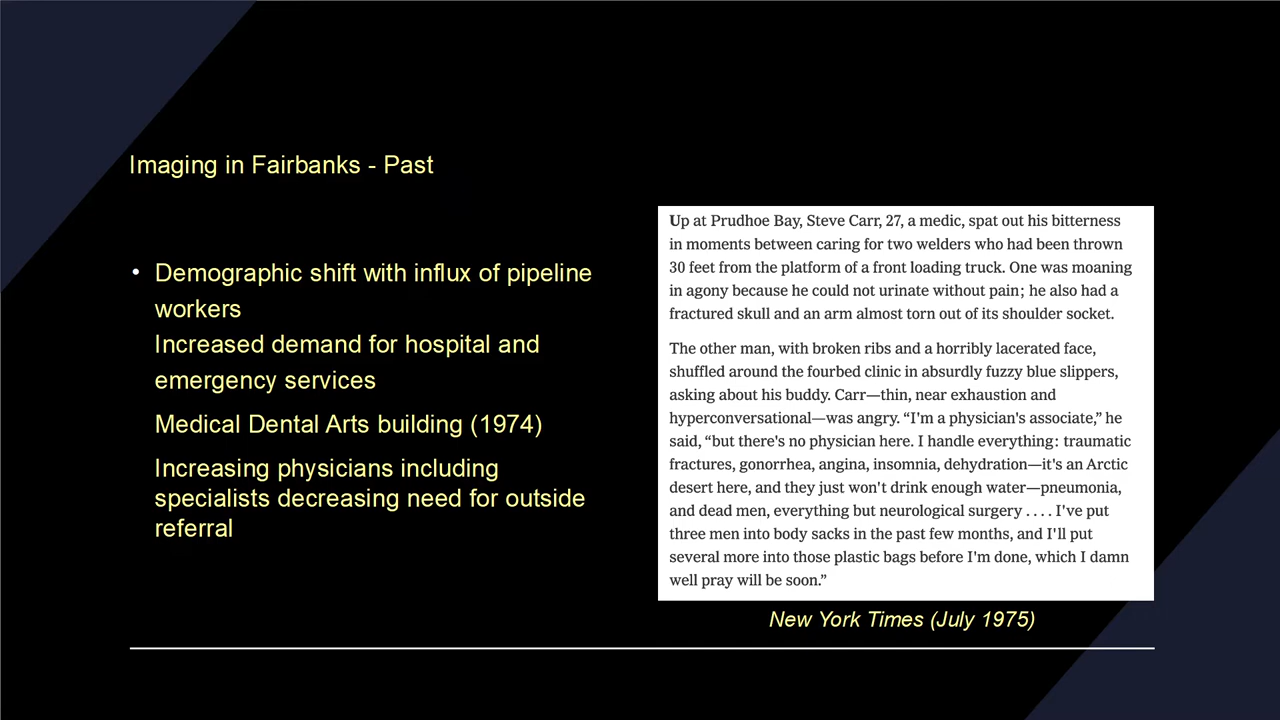 Imaging in Fairbanks - Past
• Demographic shift with influx of pipeline
workers
Increased demand for hospital and
emergency services
Medical Dental Arts building (1974)
Increasing physicians including
specialists decreasing need for outside
referral
Up at Prudhoe Bay, Steve Carr, 27, a medic, spat out his bitterness
in moments between caring for two welders who had been thrown
30 feet from the platform of a front loading truck. One was moaning
in agony because he could not urinate without pain; he also had a
fractured skull and an arm almost torn out of its shoulder socket.
The other man, with broken ribs and a horribly lacerated face,
shuffled around the fourbed clinic in absurdly fuzzy blue slippers,
asking about his buddy. Carr—thin, near exhaustion and
hyperconversational—was angry. “I'm a physician's associate,” he
said, “but there's no physician here. I handle everything: traumatic
fractures, gonorrhea, angina, insomnia, dehydration—it's an Arctic
desert here, and they just won't drink enough water—pneumonia,
and dead men, everything but neurological surgery . . . . I've put
three men into body sacks in the past few months, and I'll put
several more into those plastic bags before I'm done, which I damn
well pray will be soon.”
New York Times (July 1975)